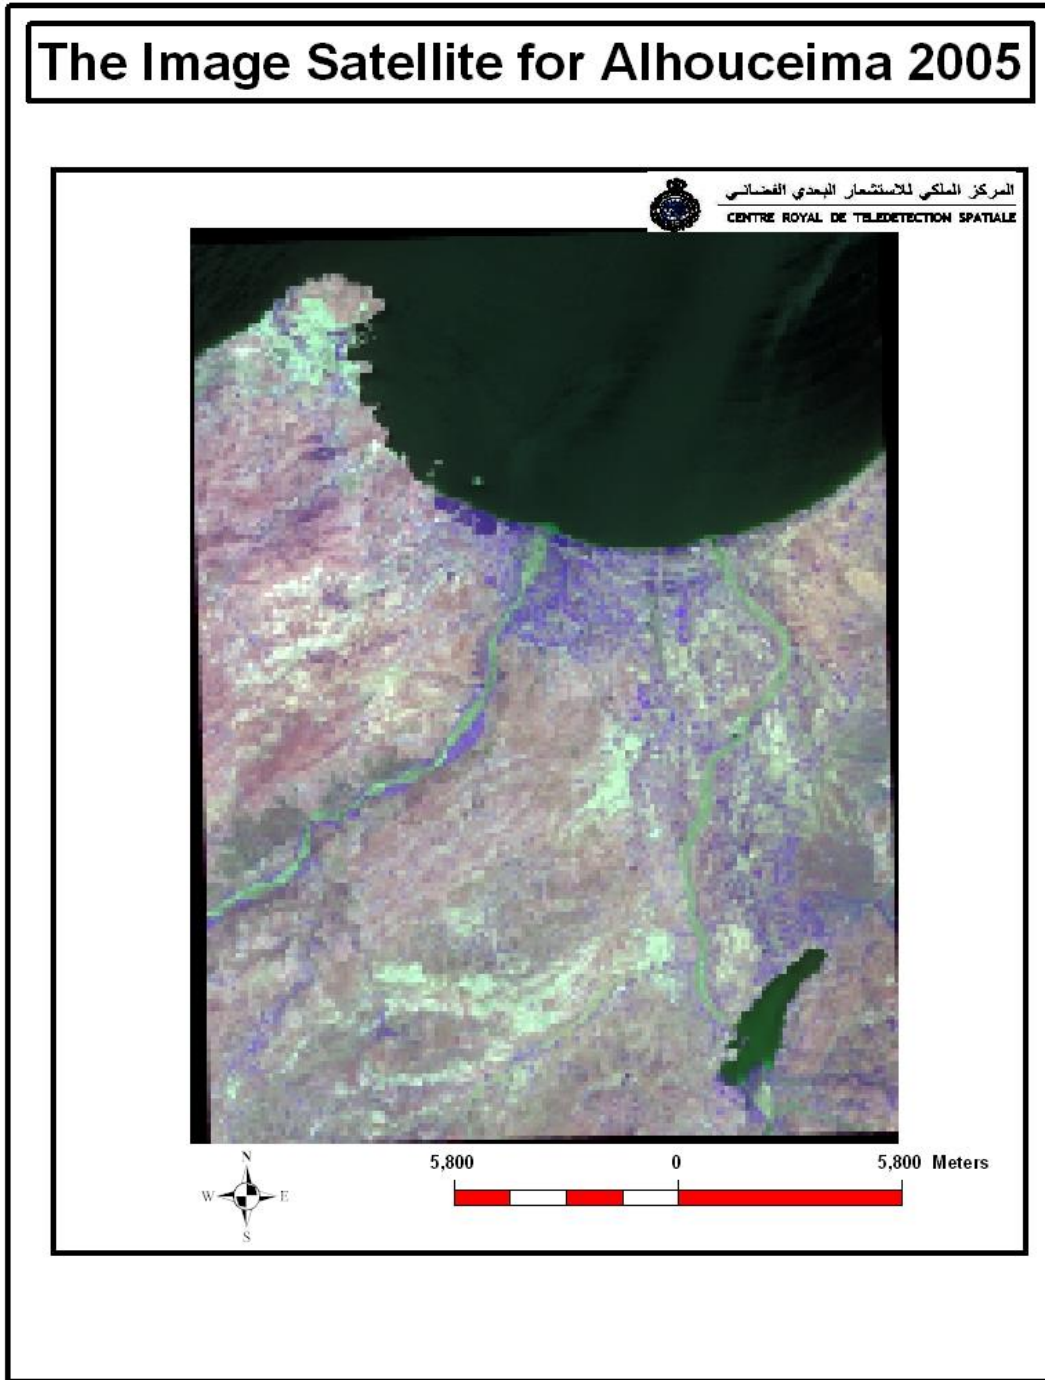 The Image Satellite for Alhouceima 2005
المركز الملكي للاستشعار البعدي الفضائي
CENTRE ROYAL DE TELEDETECTION SPATIALE
N
W E
S
5,800 0 5,800 Meters